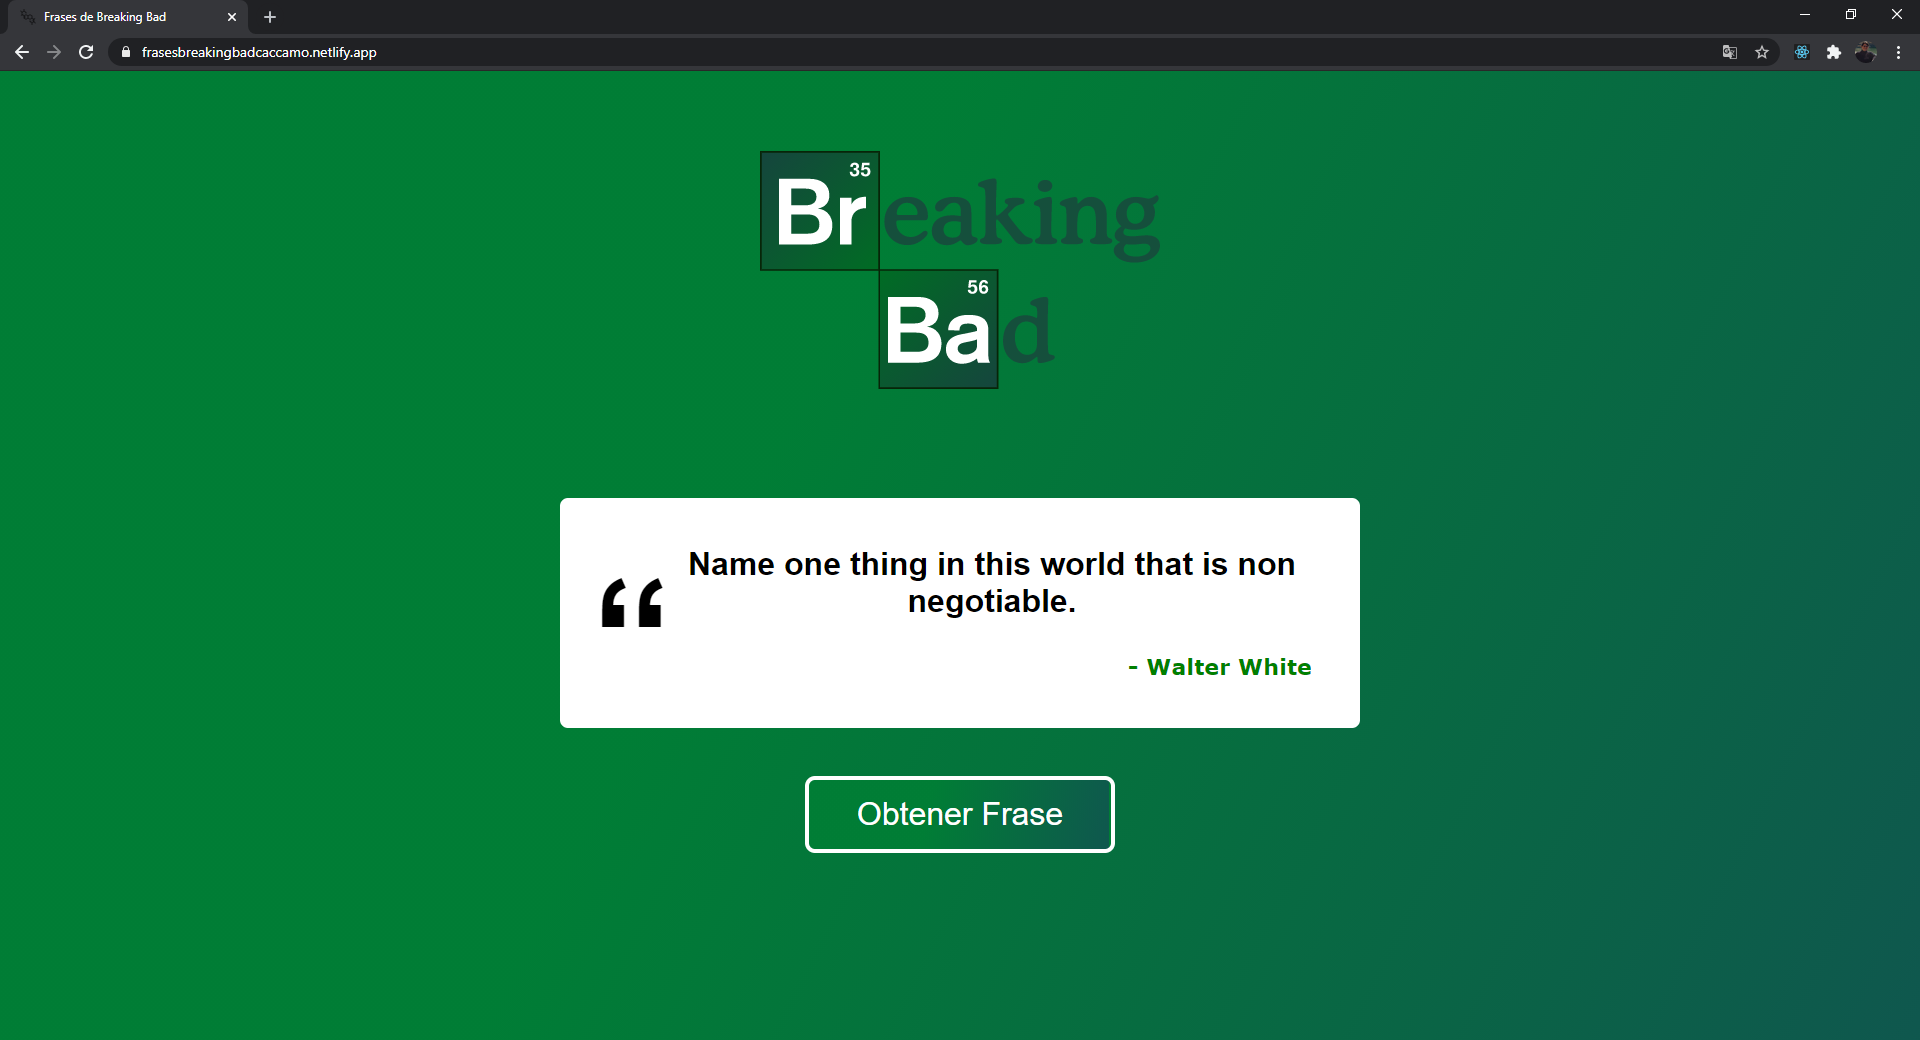 Frases de Breaking Bad
frasesbreakingbadcaccamo.netlify.app
35
Breaking
56
Bad
“ Name one thing in this world that is non
negotiable.
- Walter White
Obtener Frase